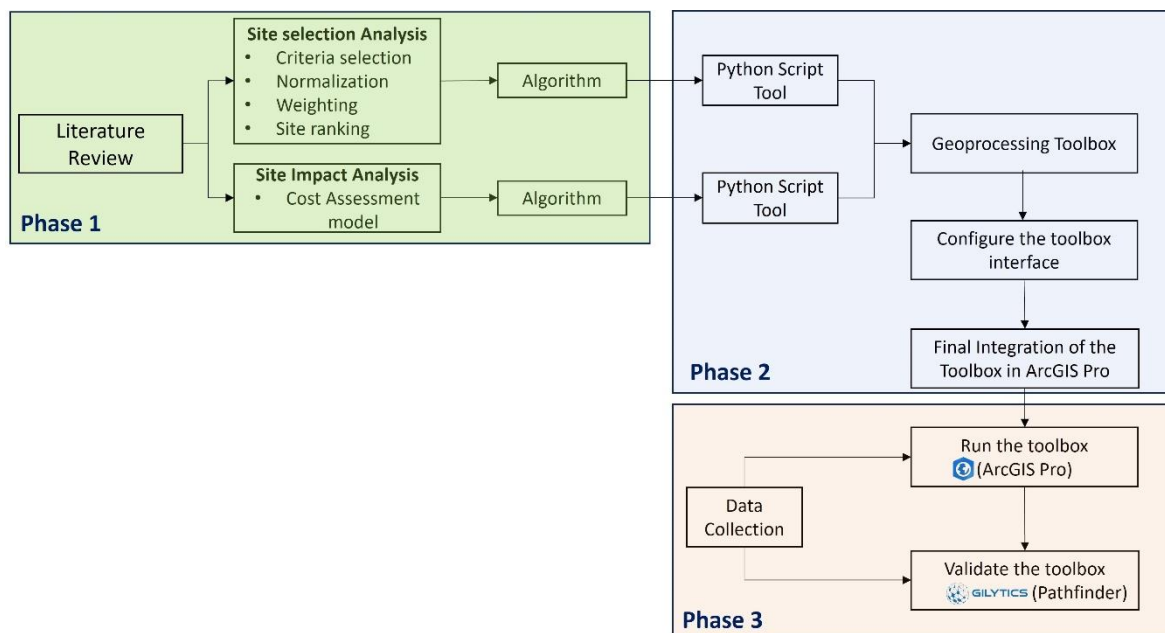 Literature
Review
Site selection Analysis
• Criteria selection
• Normalization
• Weighting
• Site ranking
Algorithm
Site Impact Analysis
• Cost Assessment
model
Algorithm
Phase 1
Python Script
Tool
Python Script
Tool
Geoprocessing Toolbox
Configure the toolbox
interface
Final Integration of the
Toolbox in ArcGIS Pro
Phase 2
Data
Collection
Run the toolbox
(ArcGIS Pro)
Validate the toolbox
GILYTICS (Pathfinder)
Phase 3